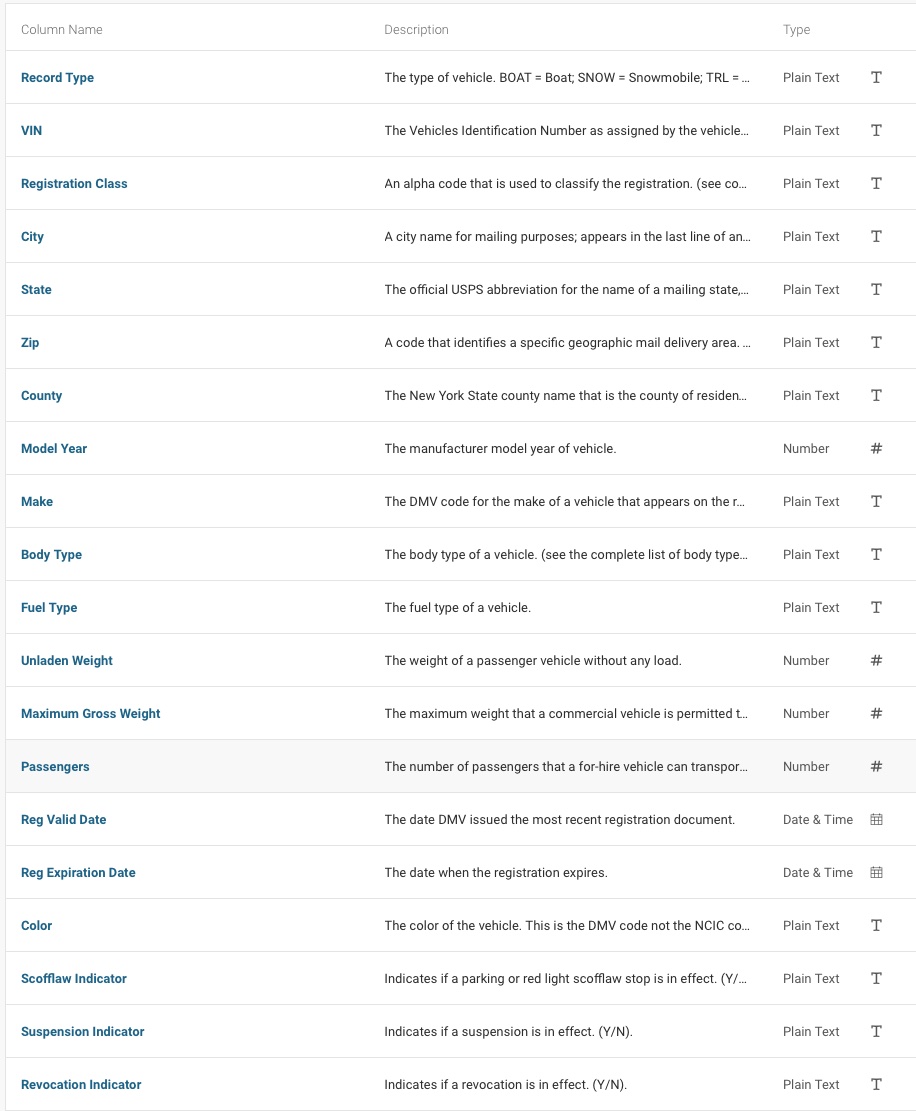 Column Name Description Type
Record Type The type of vehicle. BOAT = Boat; SNOW = Snowmobile; TRL = ... Plain Text
VIN The Vehicles Identification Number as assigned by the vehicle... Plain Text
Registration Class An alpha code that is used to classify the registration. (see co... Plain Text
City A city name for mailing purposes; appears in the last line of an... Plain Text
State The official USPS abbreviation for the name of a mailing state,... Plain Text
Zip A code that identifies a specific geographic mail delivery area. ... Plain Text
County The New York State county name that is the county of residen... Plain Text
Model Year The manufacturer model year of vehicle. Number #
Make The DMV code for the make of a vehicle that appears on the r... Plain Text
Body Type The body type of a vehicle. (see the complete list of body type... Plain Text
Fuel Type The fuel type of a vehicle. Plain Text
Unladen Weight The weight of a passenger vehicle without any load. Number #
Maximum Gross Weight The maximum weight that a commercial vehicle is permitted t... Number #
Passengers The number of passengers that a for-hire vehicle can transpor... Number #
Reg Valid Date The date DMV issued the most recent registration document. Date & Time
Reg Expiration Date The date when the registration expires. Date & Time
Color The color of the vehicle. This is the DMV code not the NCIC co... Plain Text
Scofflaw Indicator Indicates if a parking or red light scofflaw stop is in effect. (Y/... Plain Text
Suspension Indicator Indicates if a suspension is in effect. (Y/N). Plain Text
Revocation Indicator Indicates if a revocation is in effect. (Y/N). Plain Text